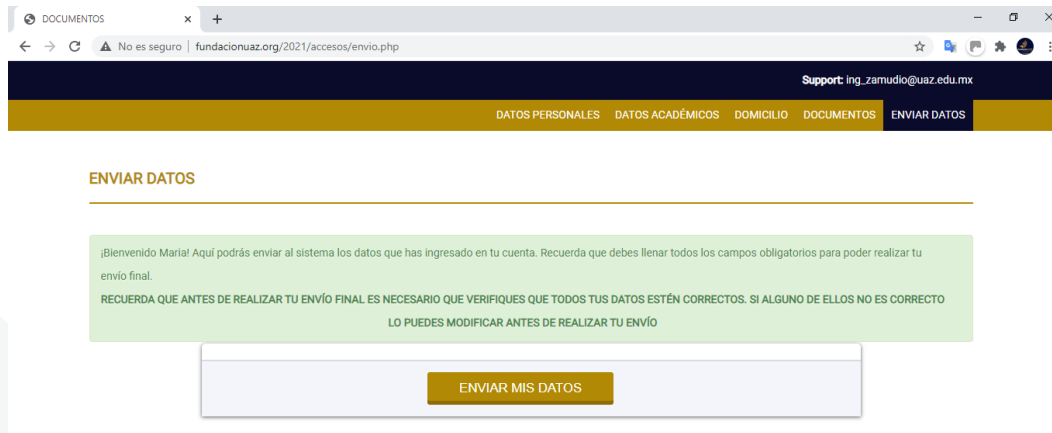 DOCUMENTOS
No es seguro | fundacionuaz.org/2021/accesos/envio.php
Support: ing_zamudio@uaz.edu.mx
DATOS PERSONALES DATOS ACADÉMICOS DOMICILIO DOCUMENTOS ENVIAR DATOS
ENVIAR DATOS
¡Bienvenido Maria! Aquí podrás enviar al sistema los datos que has ingresado en tu cuenta. Recuerda que debes llenar todos los campos obligatorios para poder realizar tu
envío final.
RECUERDA QUE ANTES DE REALIZAR TU ENVÍO FINAL ES NECESARIO QUE VERIFIQUES QUE TODOS TUS DATOS ESTÉN CORRECTOS. SI ALGUNO DE ELLOS NO ES CORRECTO
LO PUEDES MODIFICAR ANTES DE REALIZAR TU ENVÍO
ENVIAR MIS DATOS